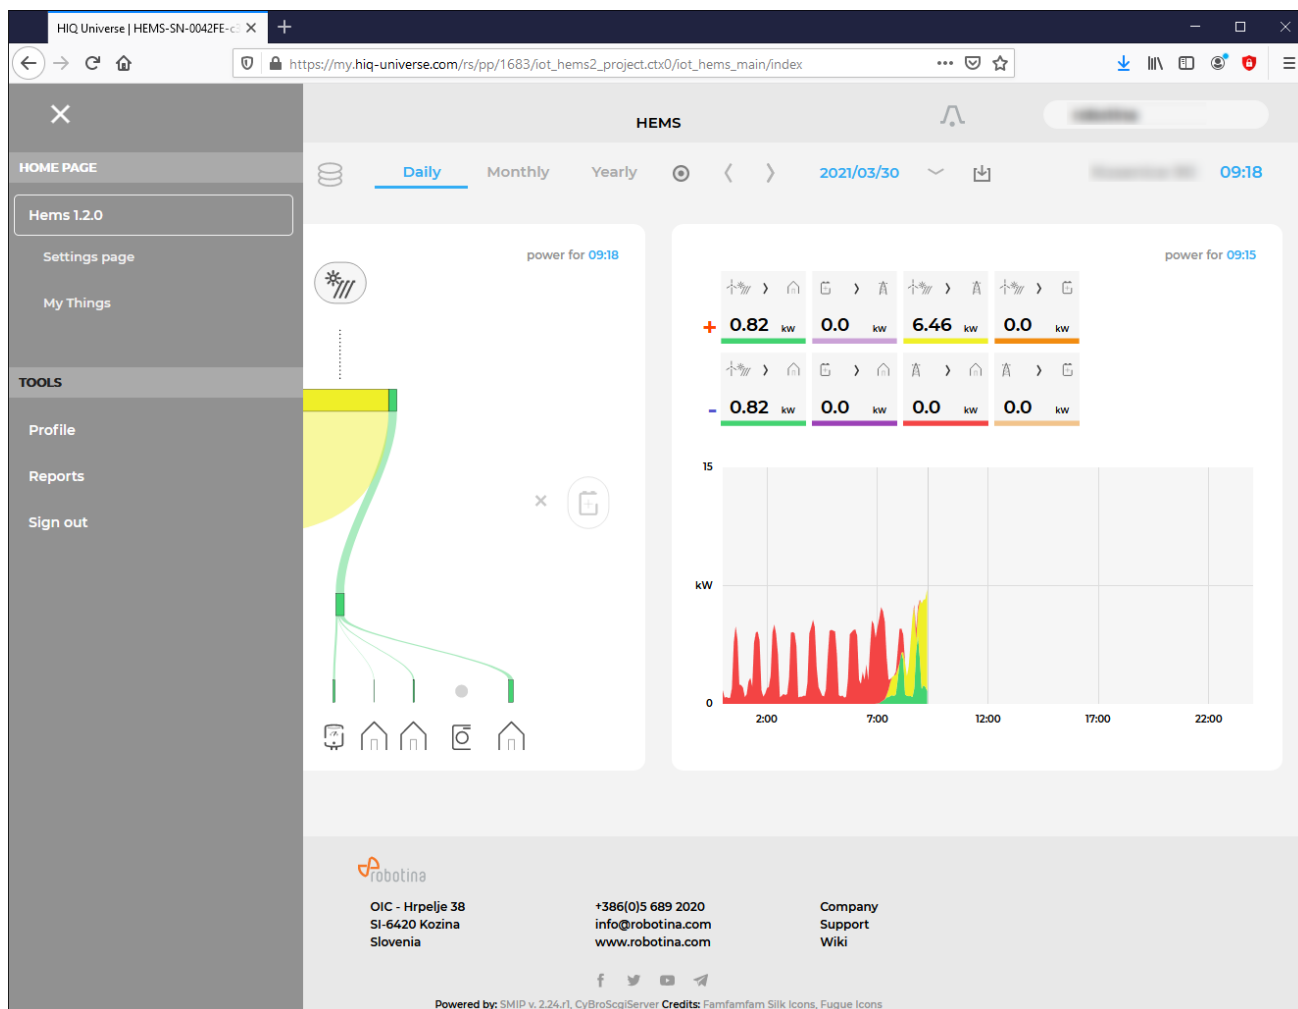 HIQ Universe | HEMS-SN-0042FE-c
https://my.hiq-universe.com/rs/pp/1683/iot_hems2_project.ctx0/iot_hems_main/index
HEMS
HOME PAGE
Hems 1.2.0
Settings page
My Things
TOOLS
Profile
Reports
Sign out
Daily Monthly Yearly 2021/03/30 09:18
power for 09:18
power for 09:15
+ 0.82 kW 0.0 kW 6.46 kW 0.0 kW
- 0.82 kW 0.0 kW 0.0 kW 0.0 kW
15
kW
0
2:00 7:00 12:00 17:00 22:00
robotina
OIC - Hrpelje 38 +386(0)5 689 2020 Company
SI-6420 Kozina info@robotina.com Support
Slovenia www.robotina.com Wiki
Powered by: SMIP v. 2.24.r1, CyBroScgiServer Credits: Famfamfam Silk Icons, Fugue Icons